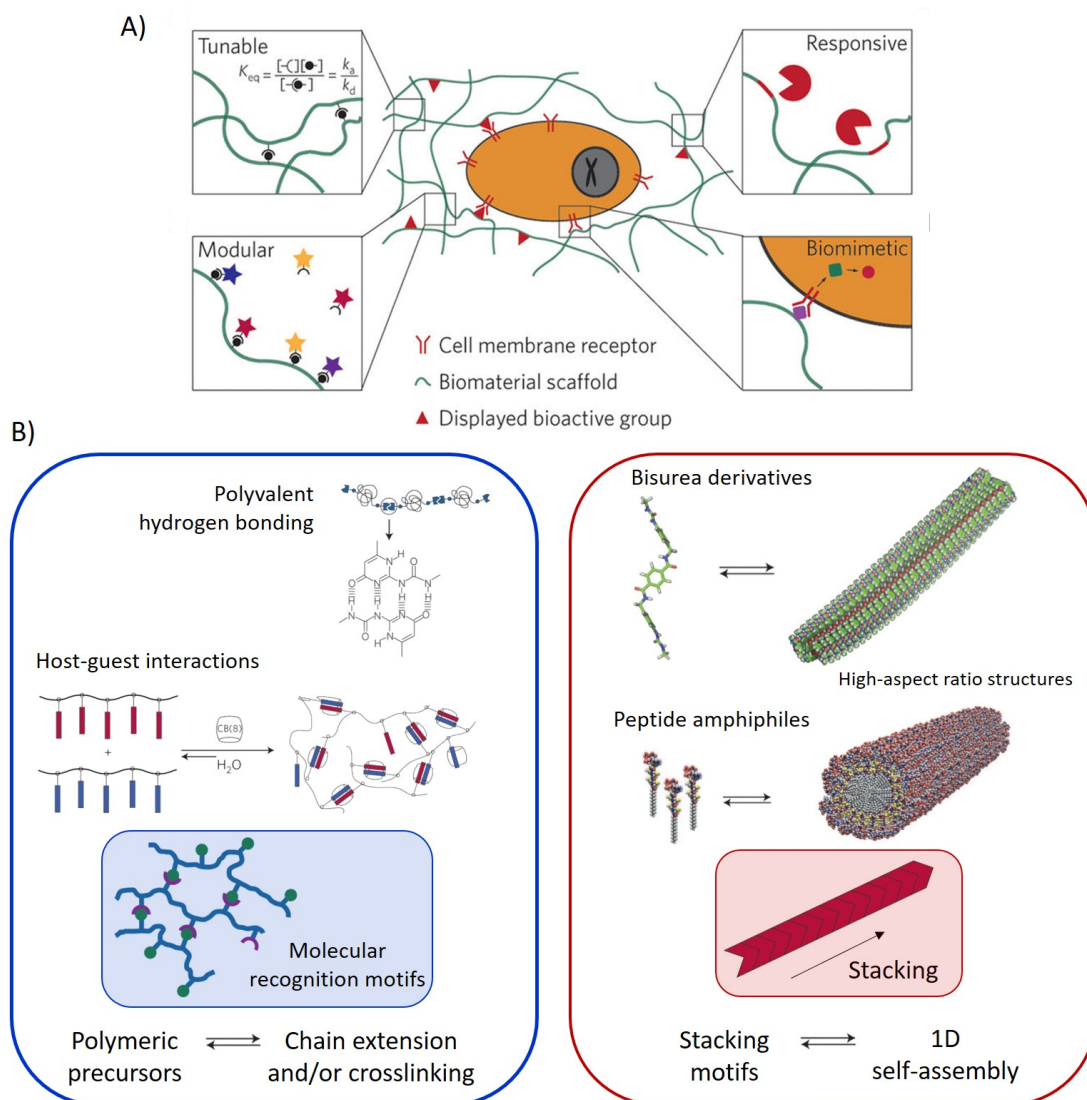 A)
Tunable
K_eq = [-(][●-] / [-(●-] = k_a / k_d
Responsive
Modular
Biomimetic
Cell membrane receptor
Biomaterial scaffold
Displayed bioactive group
B)
Polyvalent
hydrogen bonding
H
O
N
N
N
O
N
N
H
H
H
H
H
H
N
N
N
O
O
N
N
H
Host-guest interactions
+
CB(8)
H₂O
Molecular
recognition motifs
Polymeric
precursors
Chain extension
and/or crosslinking
Bisurea derivatives
High-aspect ratio structures
Peptide amphiphiles
Stacking
Stacking
motifs
1D
self-assembly